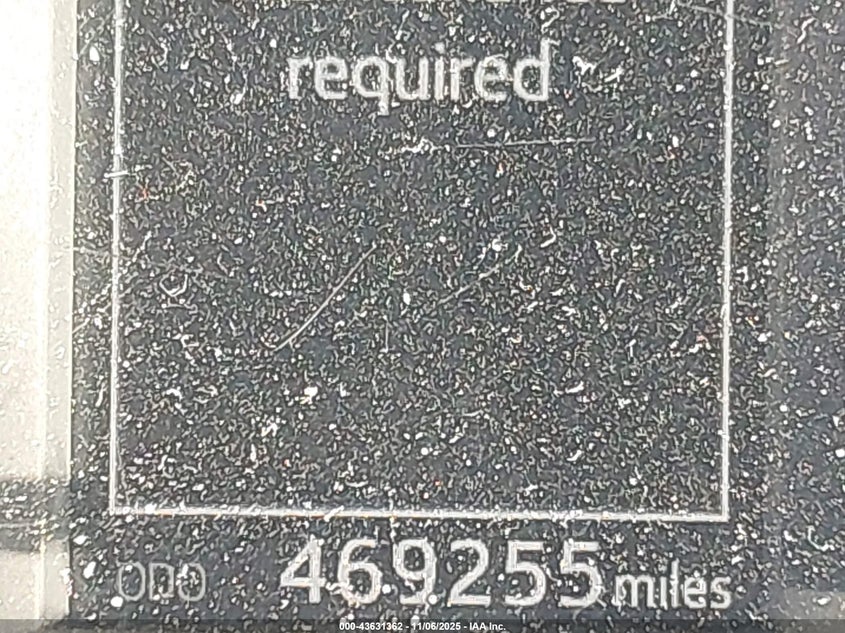 required
ODO 469255 miles
000-43631362 - 11/06/2025 - IAA Inc.